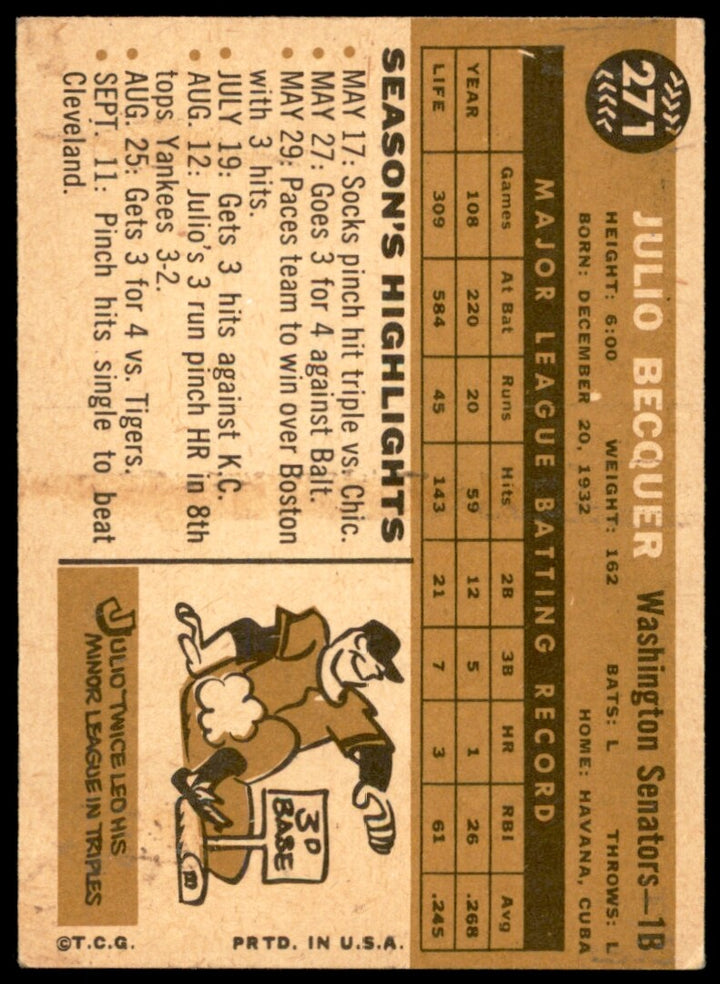 271
JULIO BECQUER Washington Senators—1B
HEIGHT: 6:00 WEIGHT: 162 BATS: L THROWS: L
BORN: DECEMBER 20, 1932 HOME: HAVANA, CUBA
MAJOR LEAGUE BATTING RECORD
Games At Bat Runs Hits 2B 3B HR RBI Avg
YEAR 108 220 20 59 12 5 1 26 .268
LIFE 309 584 45 143 21 7 3 61 .245
SEASON'S HIGHLIGHTS
• MAY 17: Socks pinch hit triple vs. Chic.
• MAY 27: Goes 3 for 4 against Balt.
• MAY 29: Paces team to win over Boston
with 3 hits.
• JULY 19: Gets 3 hits against K.C.
• AUG. 12: Julio's 3 run pinch HR in 8th
tops Yankees 3-2.
• AUG. 25: Gets 3 for 4 vs. Tigers.
• SEPT. 11: Pinch hits single to beat
Cleveland.
3D
BASE
JULIO TWICE LED HIS
MINOR LEAGUE IN TRIPLES
©T.C.G. PRTD. IN U.S.A.